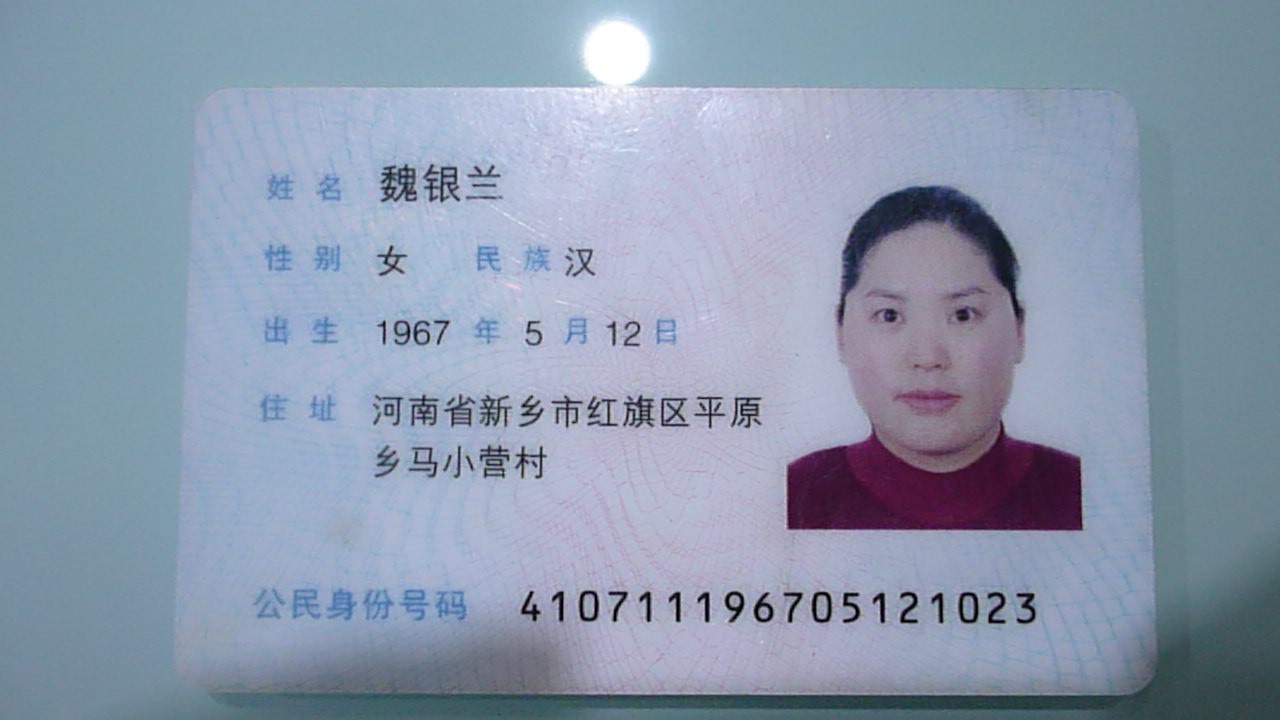 姓名 魏银兰
性别 女 民族 汉
出生 1967 年 5 月 12 日
住址 河南省新乡市红旗区平原
乡马小营村
公民身份号码 410711196705121023